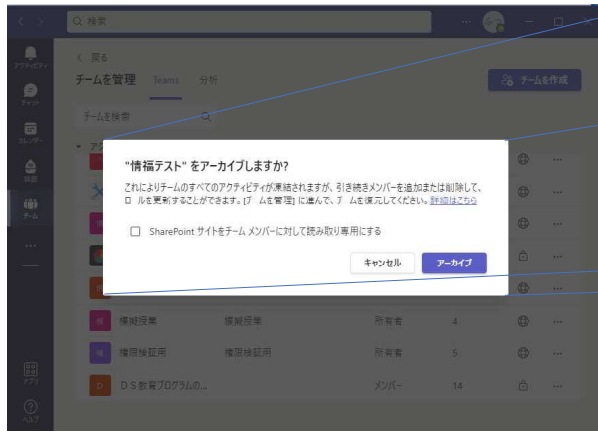 検索
アクティビティ
戻る
チームを管理 Teams 分析
チームを作成
チャット
チームを検索
カレンダー
"情福テスト" をアーカイブしますか?
これによりチームのすべてのアクティビティが凍結されますが、引き続きメンバーを追加または削除して、
ロールを更新することができます。[チームを管理] に進んで、チームを復元してください。詳細はこちら
課題
チーム
SharePoint サイトをチーム メンバーに対して読み取り専用にする
キャンセル アーカイブ
模 模擬授業 模擬授業 所有者 4
権 権限検証用 権限検証用 所有者 5
アプリ
D DS教育プログラムの... メンバー 14
ヘルプ